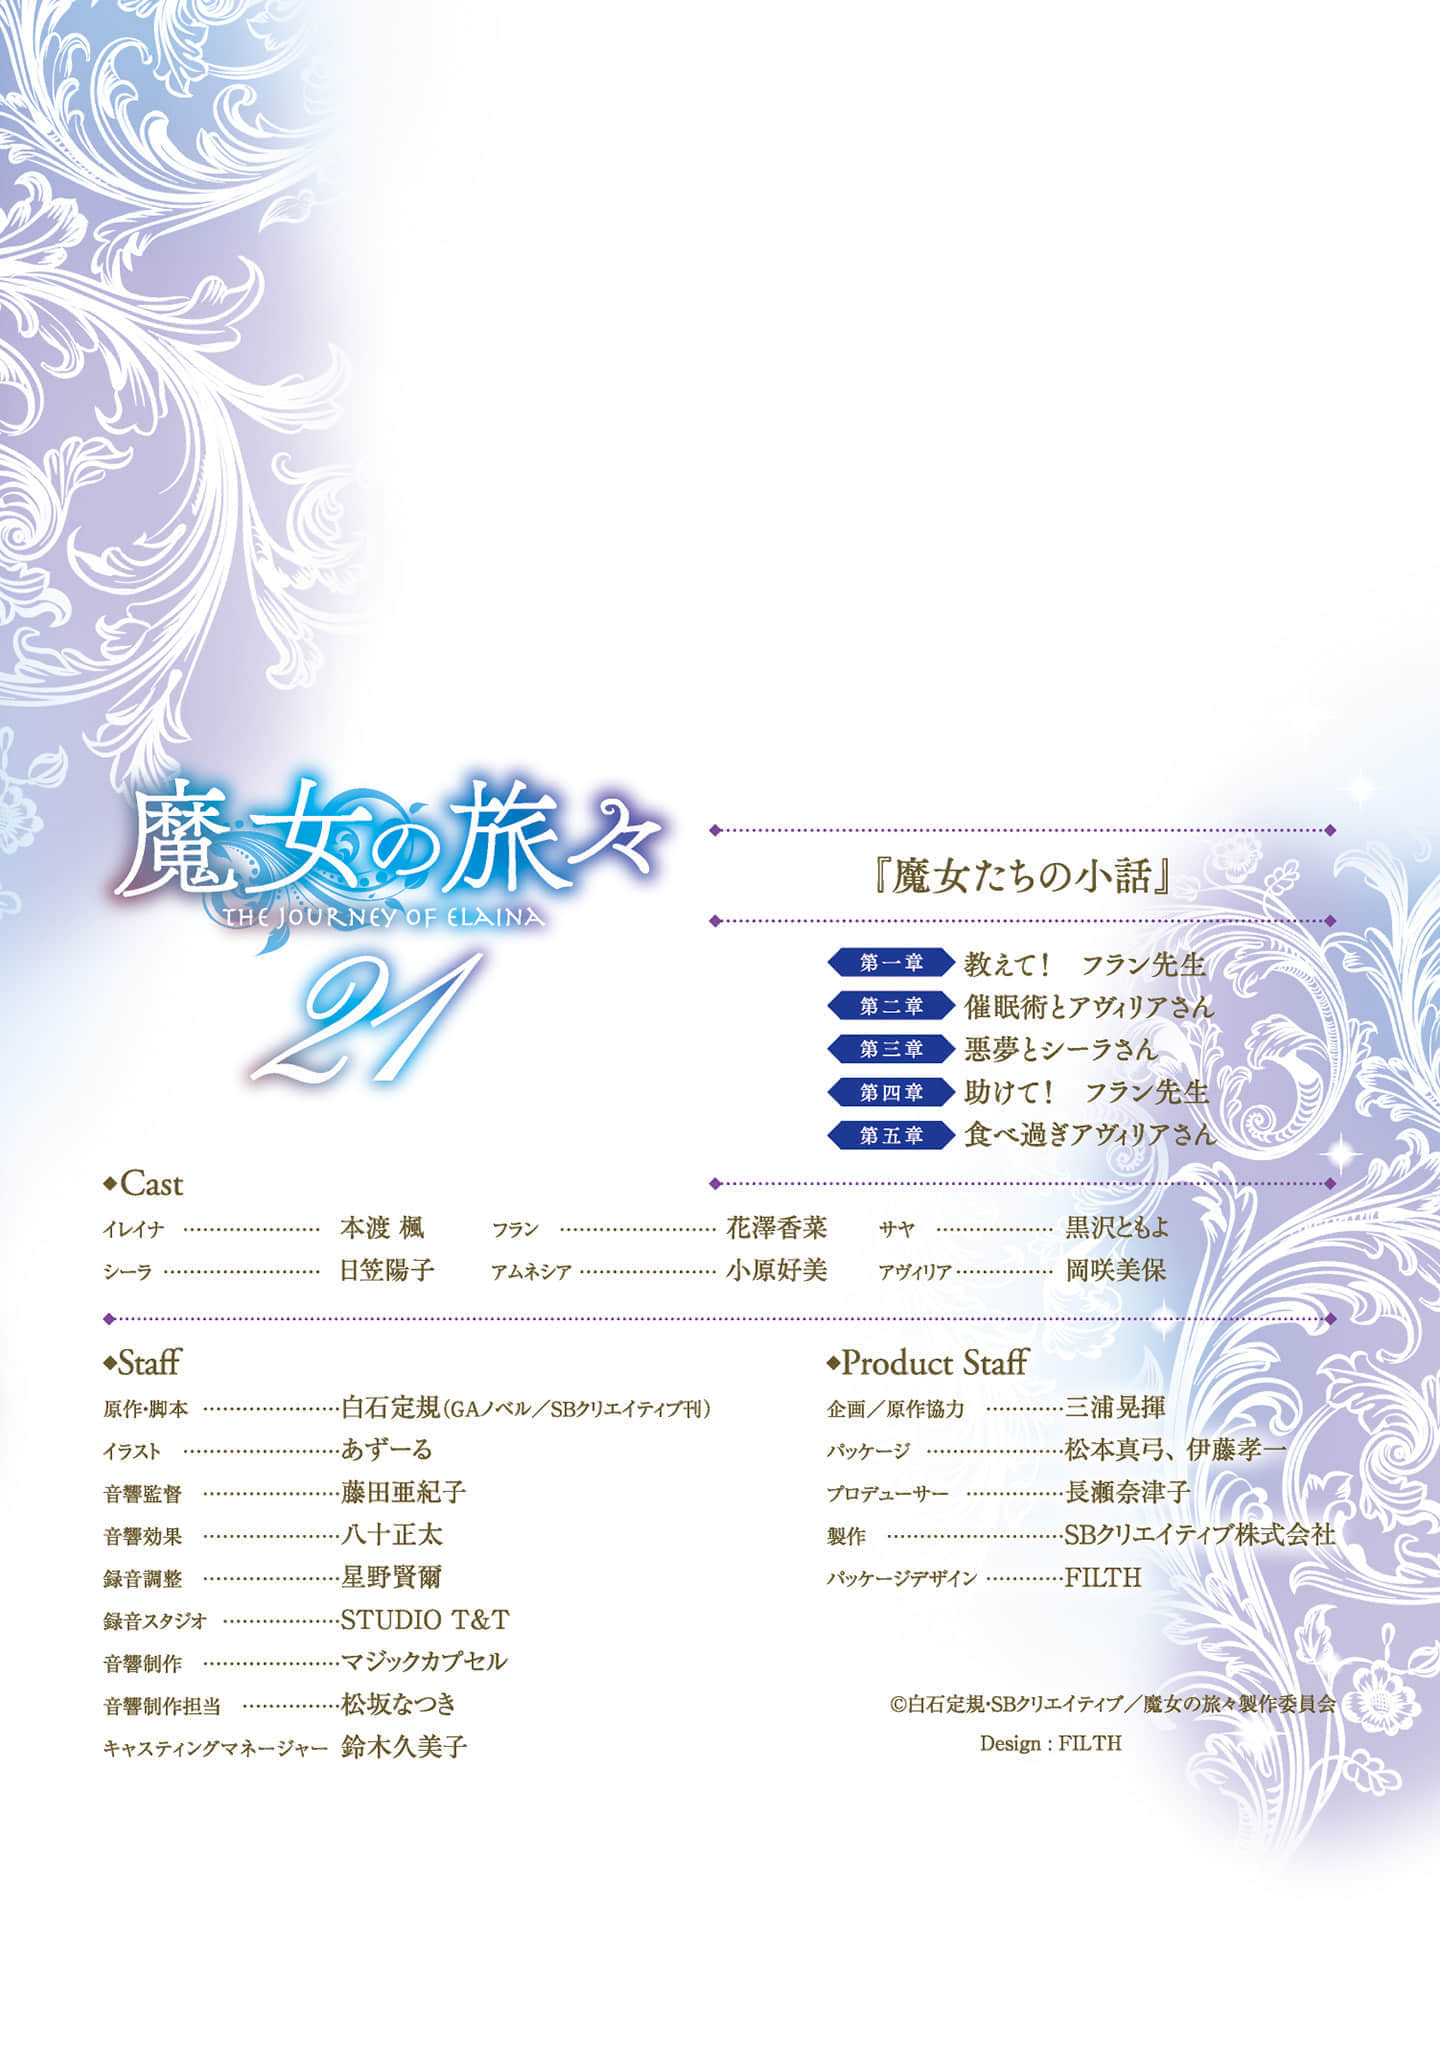 魔女の旅々
THE JOURNEY OF ELAINA
21
『魔女たちの小話』
第一章 教えて！　フラン先生
第二章 催眠術とアヴィリアさん
第三章 悪夢とシーラさん
第四章 助けて！　フラン先生
第五章 食べ過ぎアヴィリアさん
◆Cast
イレイナ ………………… 本渡 楓　フラン ………………… 花澤香菜　サヤ ………………… 黒沢ともよ
シーラ ………………… 日笠陽子　アムネシア ………………… 小原好美　アヴィリア ……………… 岡咲美保
◆Staff
原作・脚本 …………………白石定規（GAノベル／SBクリエイティブ刊）
イラスト …………………あずーる
音響監督 …………………藤田亜紀子
音響効果 …………………八十正太
録音調整 …………………星野賢爾
録音スタジオ ………………STUDIO T&T
音響制作 …………………マジックカプセル
音響制作担当 ……………松坂なつき
キャスティングマネージャー 鈴木久美子
◆Product Staff
企画／原作協力 …………三浦晃揮
パッケージ …………………松本真弓、伊藤孝一
プロデューサー ……………長瀬奈津子
製作 ………………………SBクリエイティブ株式会社
パッケージデザイン …………FILTH
©白石定規・SBクリエイティブ／魔女の旅々製作委員会
Design : FILTH